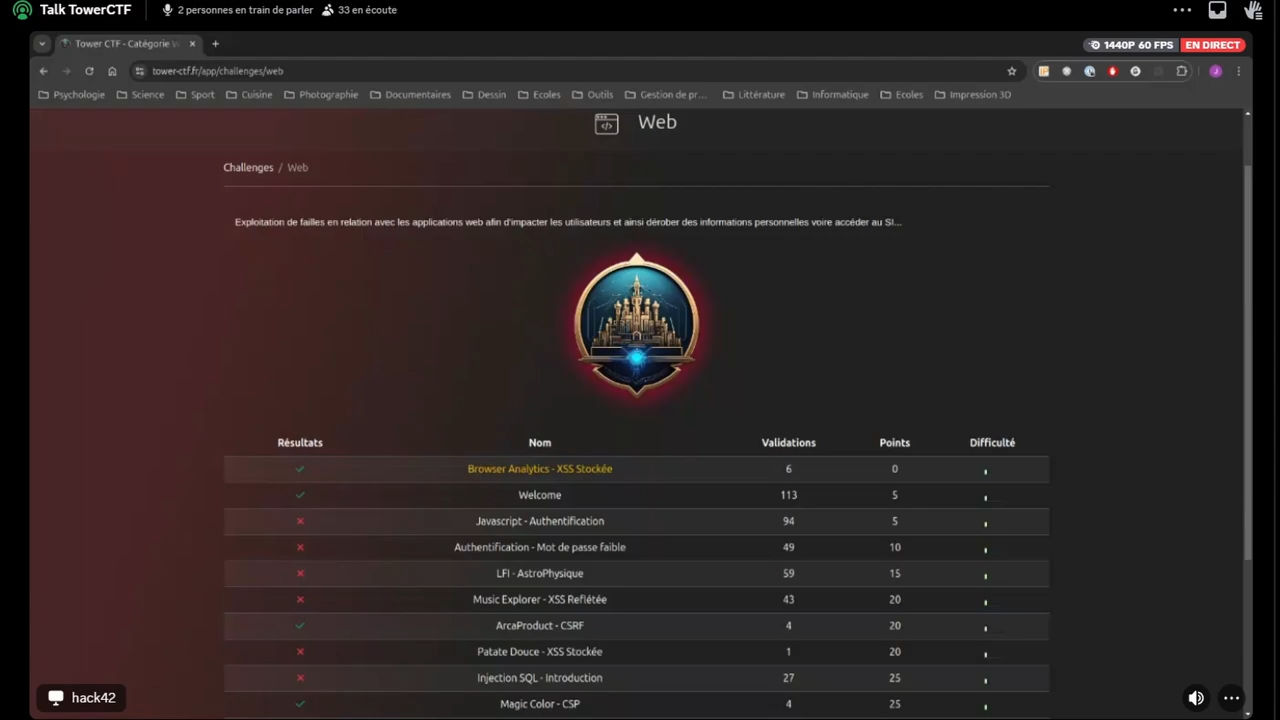 Talk TowerCTF 2 personnes en train de parler 33 en écoute
Tower CTF - Catégorie W 1440P 60 FPS EN DIRECT
tower-ctf.fr/app/challenges/web
Psychologie Science Sport Cuisine Photographie Documentaires Dessin Ecoles Outils Gestion de pr... Littérature Informatique Ecoles Impression 3D
Web
Challenges / Web
Exploitation de failles en relation avec les applications web afin d'impacter les utilisateurs et ainsi dérober des informations personnelles voire accéder au SI...
Résultats Nom Validations Points Difficulté
Browser Analytics - XSS Stockée 6 0
Welcome 113 5
Javascript - Authentification 94 5
Authentification - Mot de passe faible 49 10
LFI - AstroPhysique 59 15
Music Explorer - XSS Reflétée 43 20
ArcaProduct - CSRF 4 20
Patate Douce - XSS Stockée 1 20
Injection SQL - Introduction 27 25
Magic Color - CSP 4 25
hack42